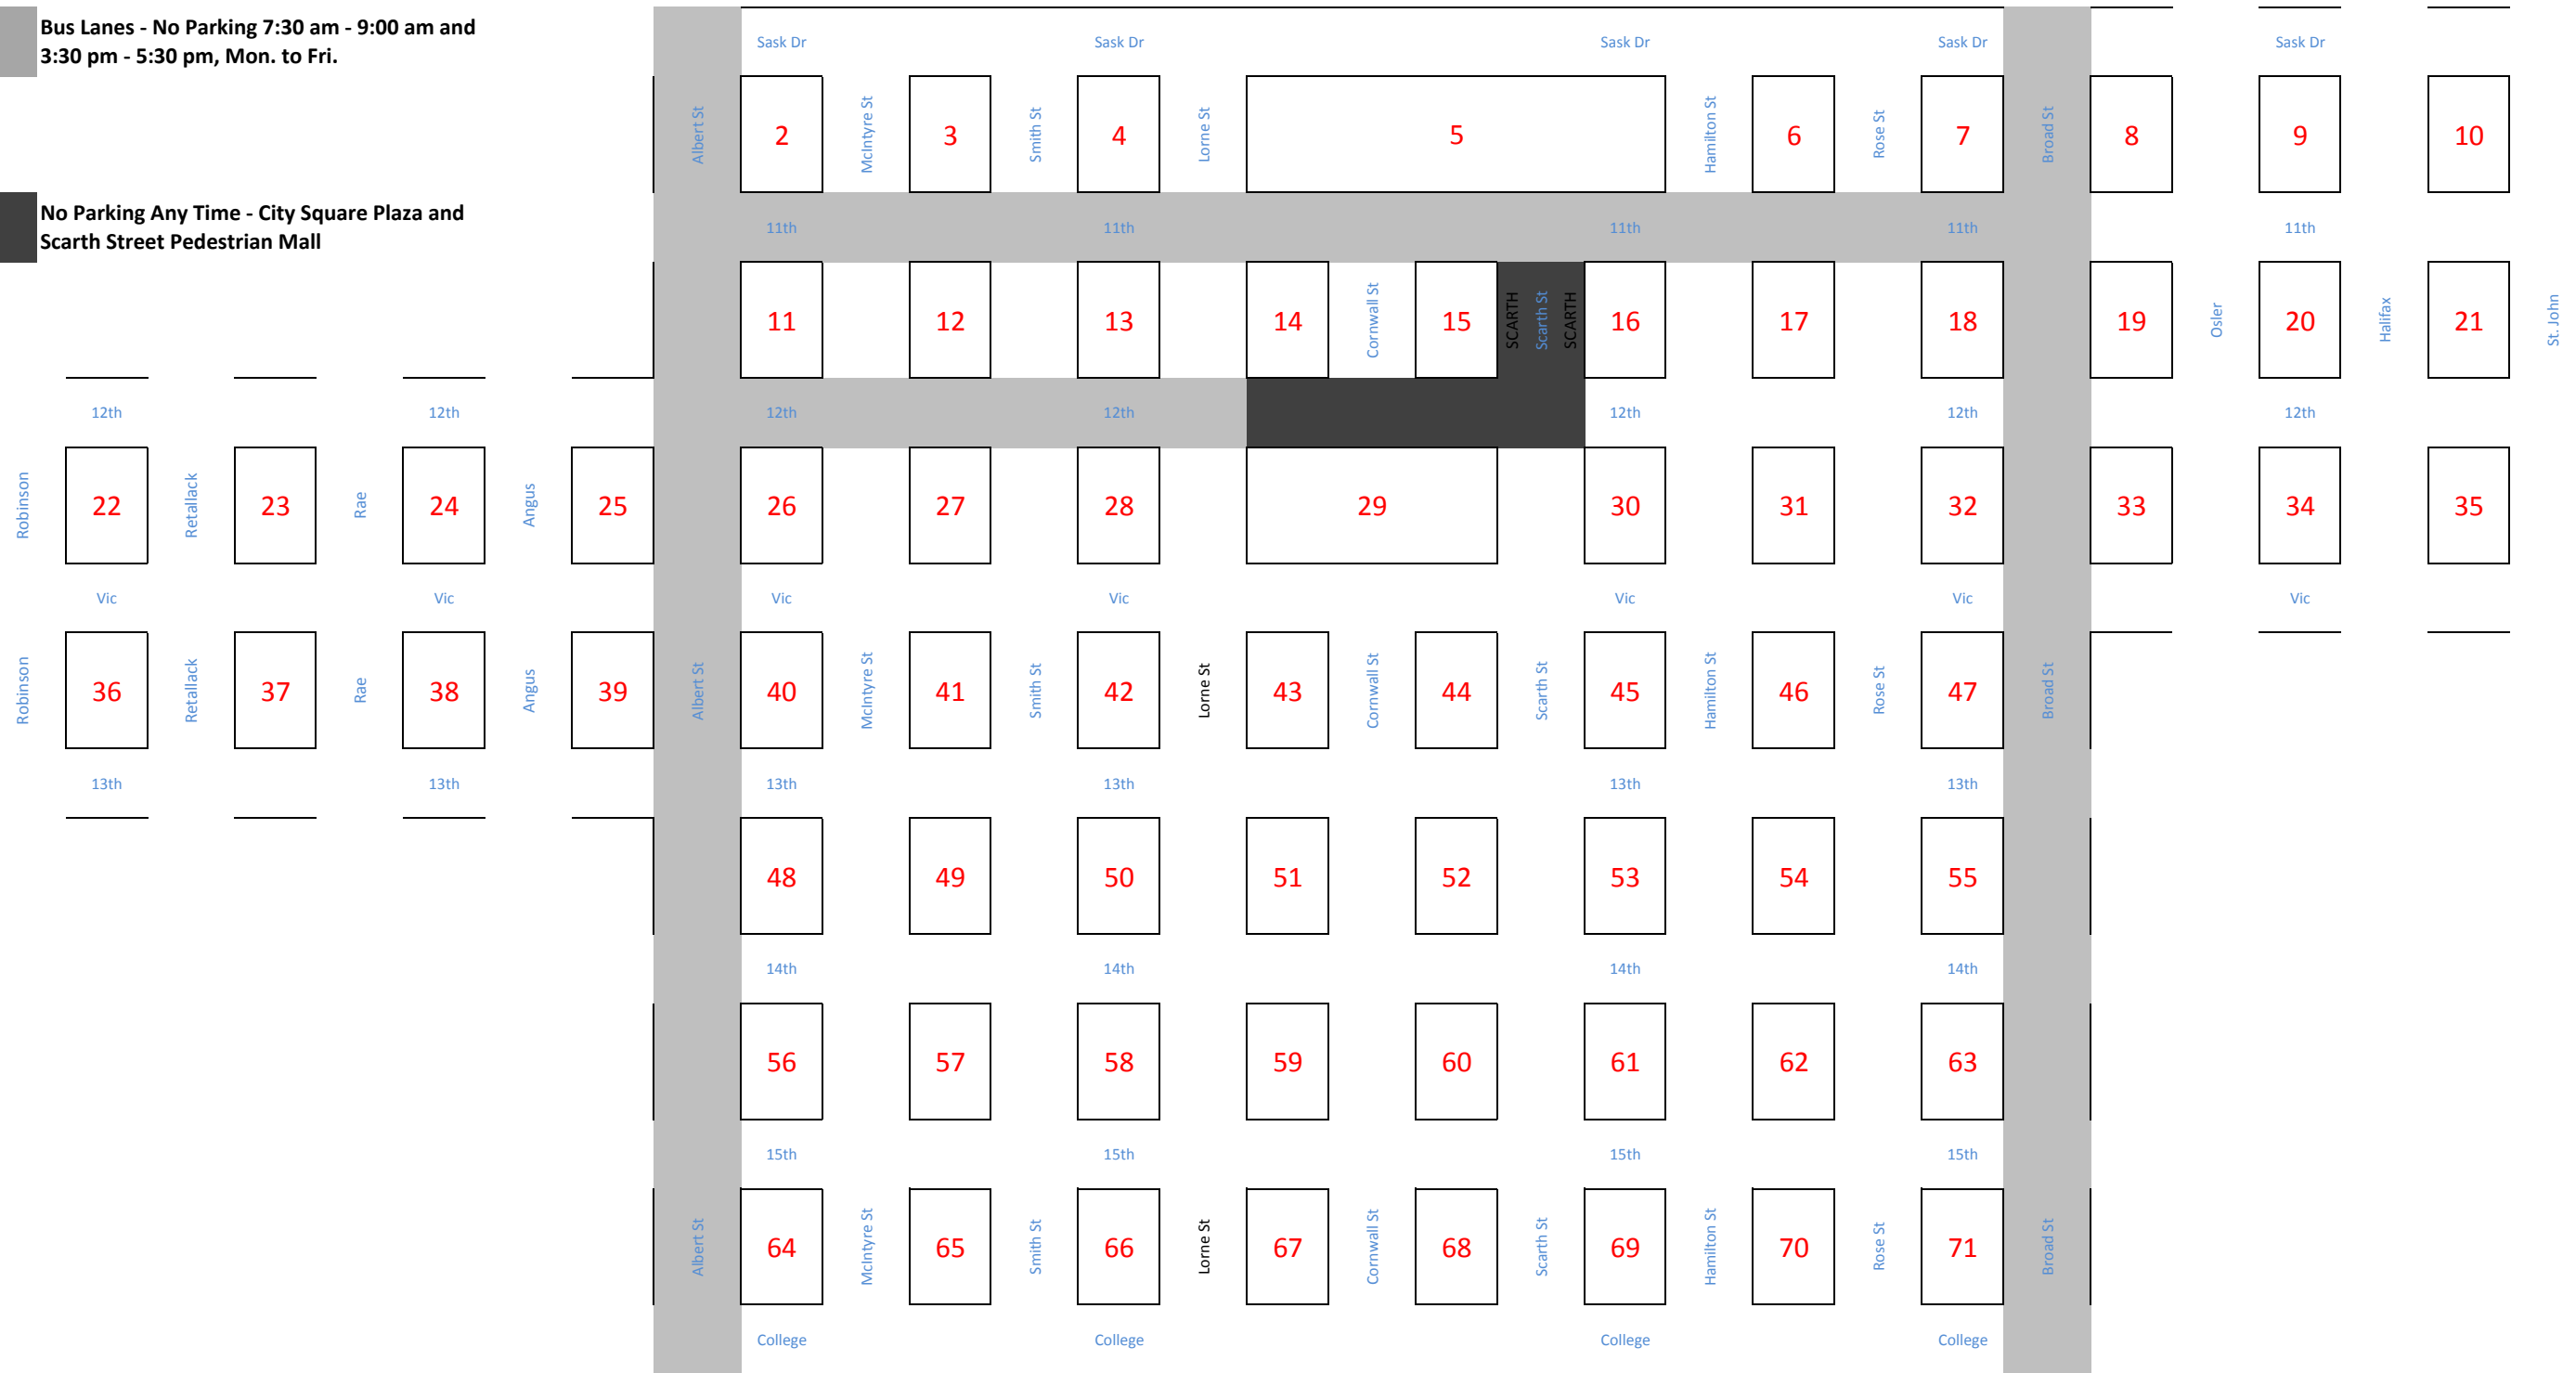 Bus Lanes - No Parking 7:30 am - 9:00 am and
3:30 pm - 5:30 pm, Mon. to Fri.
Sask Dr Sask Dr Sask Dr Sask Dr Sask Dr
Albert St 2 McIntyre St 3 Smith St 4 Lorne St 5 Hamilton St 6 Rose St 7 Broad St 8 9 10
No Parking Any Time - City Square Plaza and
Scarth Street Pedestrian Mall
11th 11th 11th 11th 11th
11 12 13 14 Cornwall St 15 SCARTH Scarth St SCARTH 16 17 18 19 Osler 20 Halifax 21 St. John
12th 12th 12th 12th 12th 12th 12th
Robinson 22 Retallack 23 Rae 24 Angus 25 26 27 28 29 30 31 32 33 34 35
Vic Vic Vic Vic Vic Vic Vic
Robinson 36 Retallack 37 Rae 38 Angus 39 Albert St 40 McIntyre St 41 Smith St 42 Lorne St 43 Cornwall St 44 Scarth St 45 Hamilton St 46 Rose St 47 Broad St
13th 13th 13th 13th 13th 13th
48 49 50 51 52 53 54 55
14th 14th 14th 14th
56 57 58 59 60 61 62 63
15th 15th 15th 15th
Albert St 64 McIntyre St 65 Smith St 66 Lorne St 67 Cornwall St 68 Scarth St 69 Hamilton St 70 Rose St 71 Broad St
College College College College